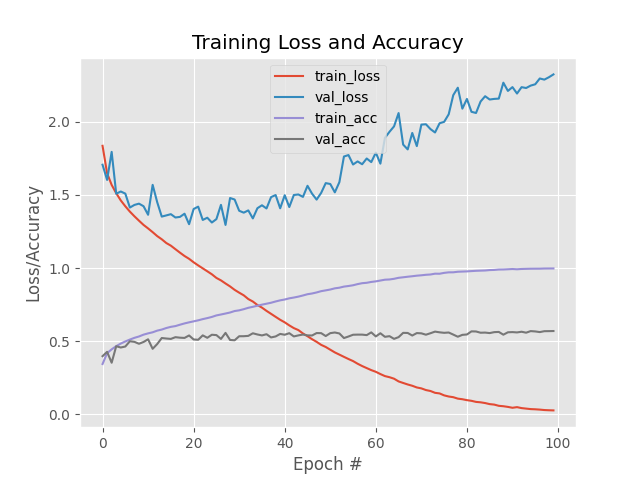 Training Loss and Accuracy
train_loss
val_loss
train_acc
val_acc
2.0
1.5
1.0
0.5
0.0
Loss/Accuracy
0 20 40 60 80 100
Epoch #